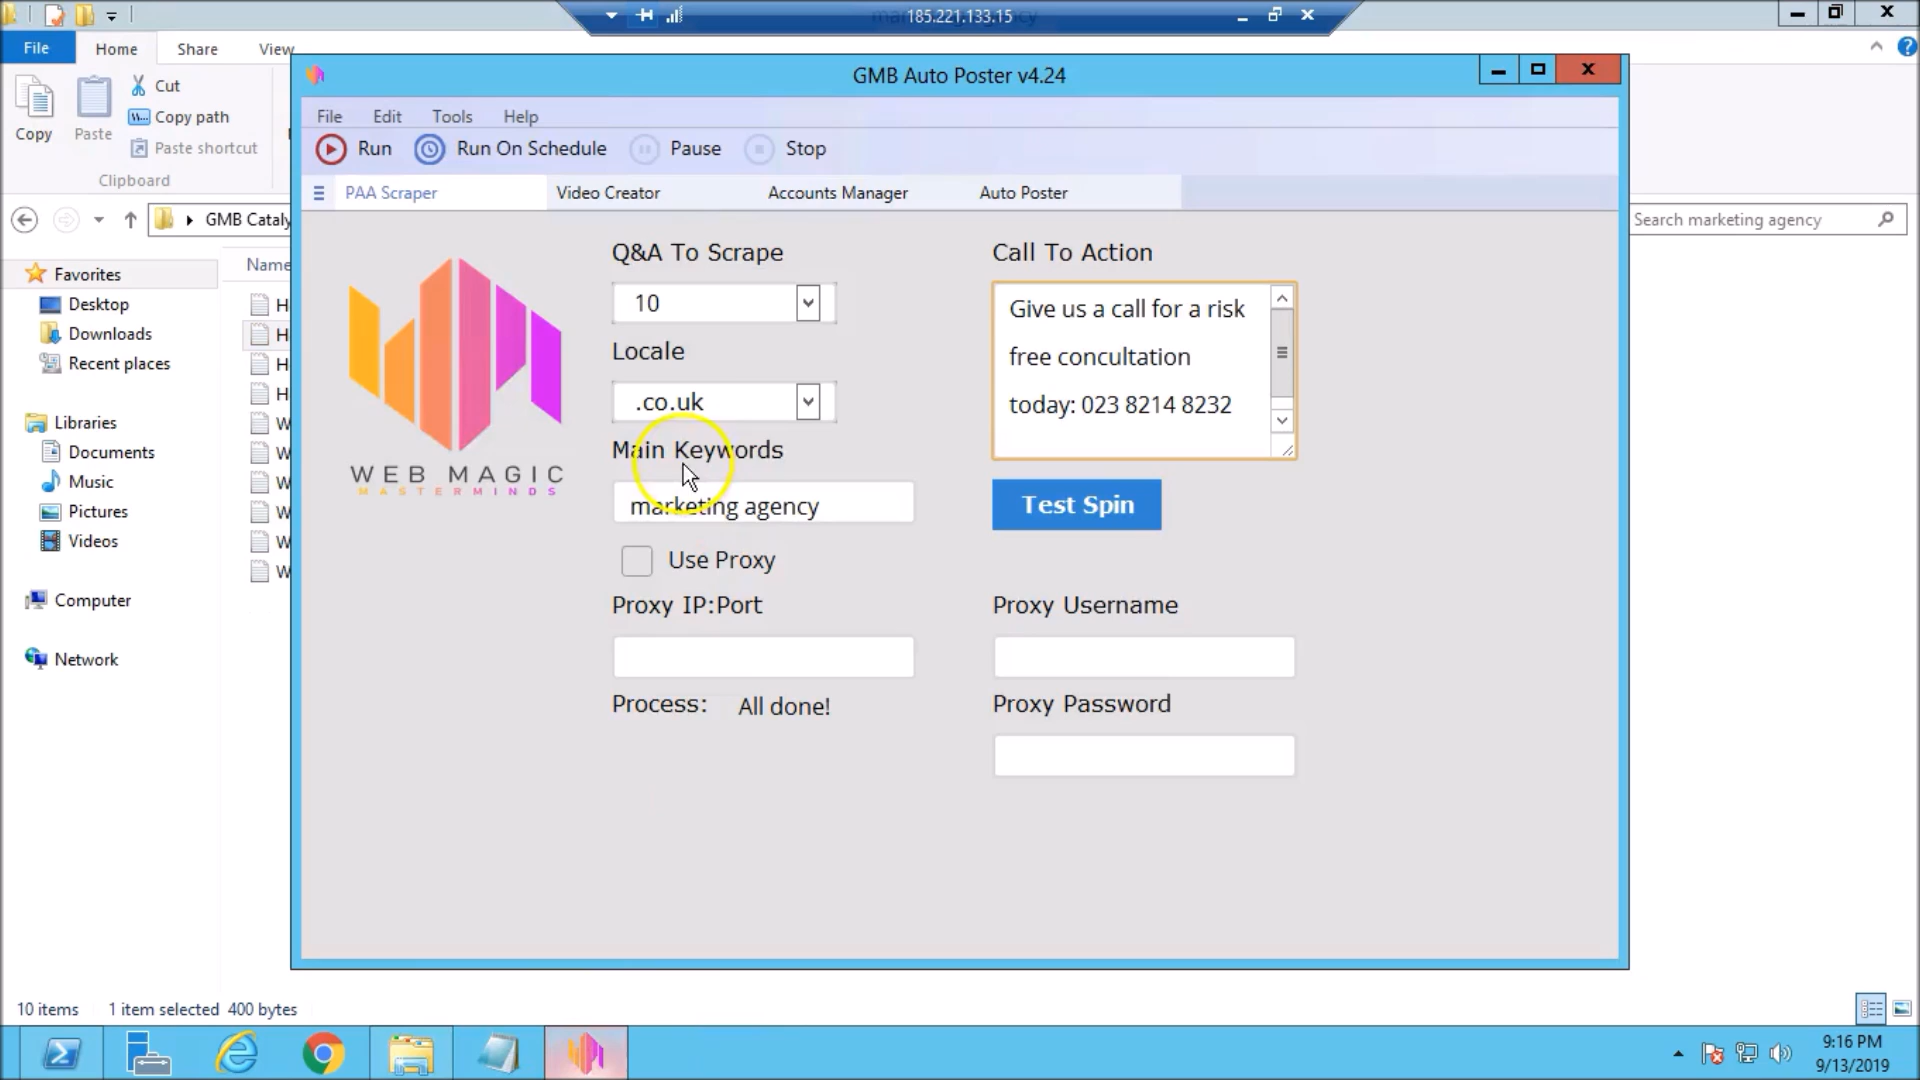 185.221.133.15
File
Home
Share
View
Cut
Copy path
Paste shortcut
Copy
Paste
Clipboard
GMB Cataly
Search marketing agency
Favorites
Desktop
Downloads
Recent places
Libraries
Documents
Music
Pictures
Videos
Computer
Network
Name
H
H
H
H
W
W
W
W
W
W
GMB Auto Poster v4.24
File Edit Tools Help
Run Run On Schedule Pause Stop
PAA Scraper Video Creator Accounts Manager Auto Poster
WEB MAGIC
MASTERMINDS
Q&A To Scrape
10
Locale
.co.uk
Main Keywords
marketing agency
Use Proxy
Proxy IP:Port
Process: All done!
Call To Action
Give us a call for a risk
free concultation
today: 023 8214 8232
Test Spin
Proxy Username
Proxy Password
10 items 1 item selected 400 bytes
9:16 PM
9/13/2019